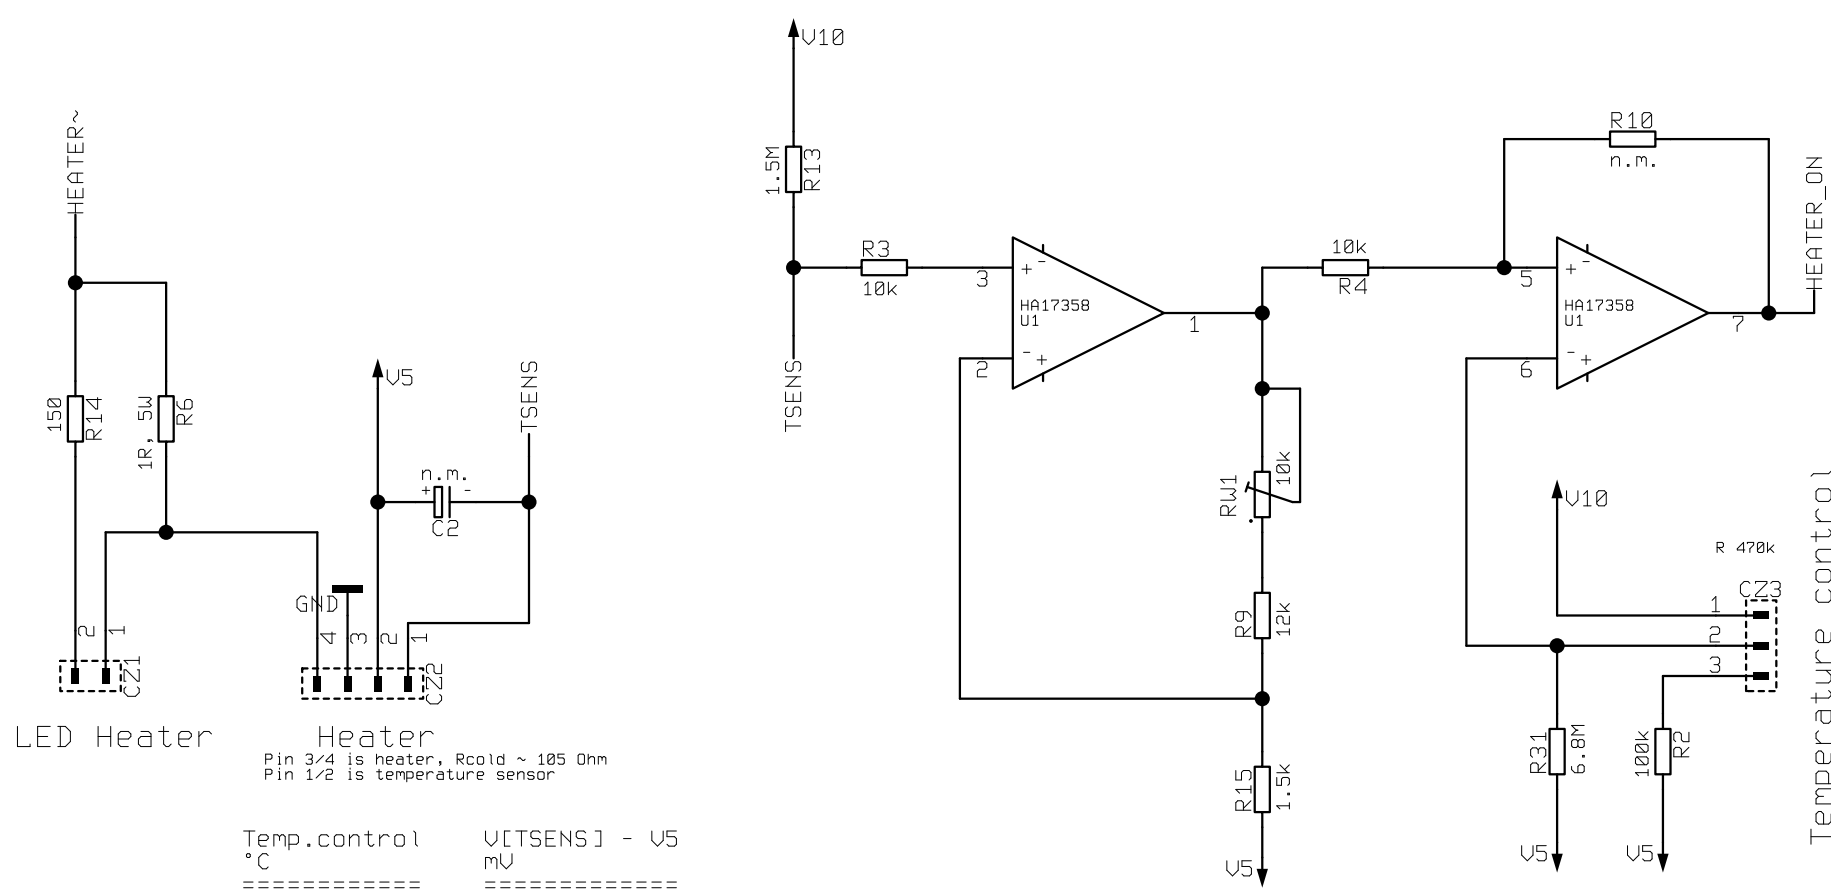 V10
HEATER~
1.5M
R13
R3
10k
TSENS
3
2
+
-
HA17358
U1
-
+
1
10k
R4
R10
n.m.
5
6
+
-
HA17358
U1
-
+
7
HEATER_ON
150
R14
1R, 5W
R6
V5
TSENS
n.m.
+
-
C2
RW1
10k
R9
12k
R15
1.5k
V5
V10
R 470k
CZ3
1
2
3
R31
6.8M
100k
R2
V5
V5
Temperature control
GND
2
1
CZ1
4
3
2
1
CZ2
LED Heater
Heater
Pin 3/4 is heater, Rcold ~ 105 Ohm
Pin 1/2 is temperature sensor
Temp.control V[TSENS] - V5
°C mV
============ =============